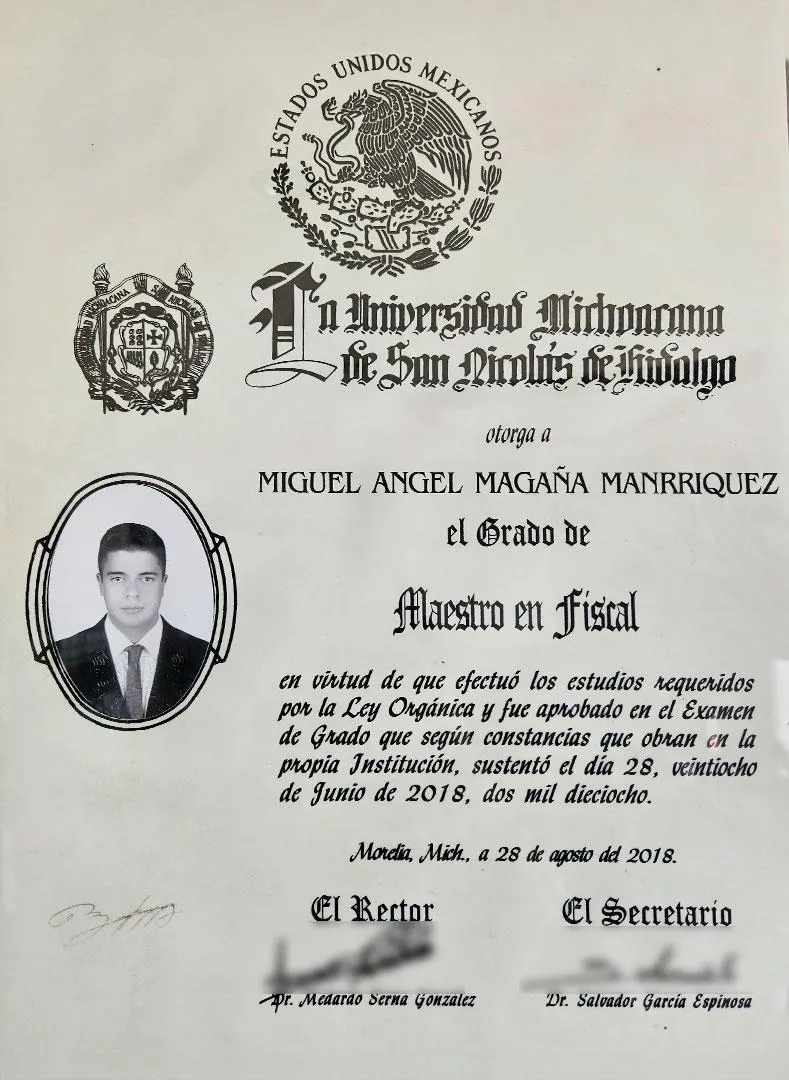 ESTADOS UNIDOS MEXICANOS
La Universidad Michoacana
de San Nicolás de Hidalgo
otorga a
MIGUEL ANGEL MAGAÑA MANRRIQUEZ
el Grado de
Maestro en Fiscal
en virtud de que efectuó los estudios requeridos
por la Ley Orgánica y fue aprobado en el Examen
de Grado que según constancias que obran en la
propia Institución, sustentó el día 28, veintiocho
de Junio de 2018, dos mil dieciocho.
Morelia, Mich., a 28 de agosto del 2018.
El Rector El Secretario
Dr. Medardo Serna González Dr. Salvador García Espinosa